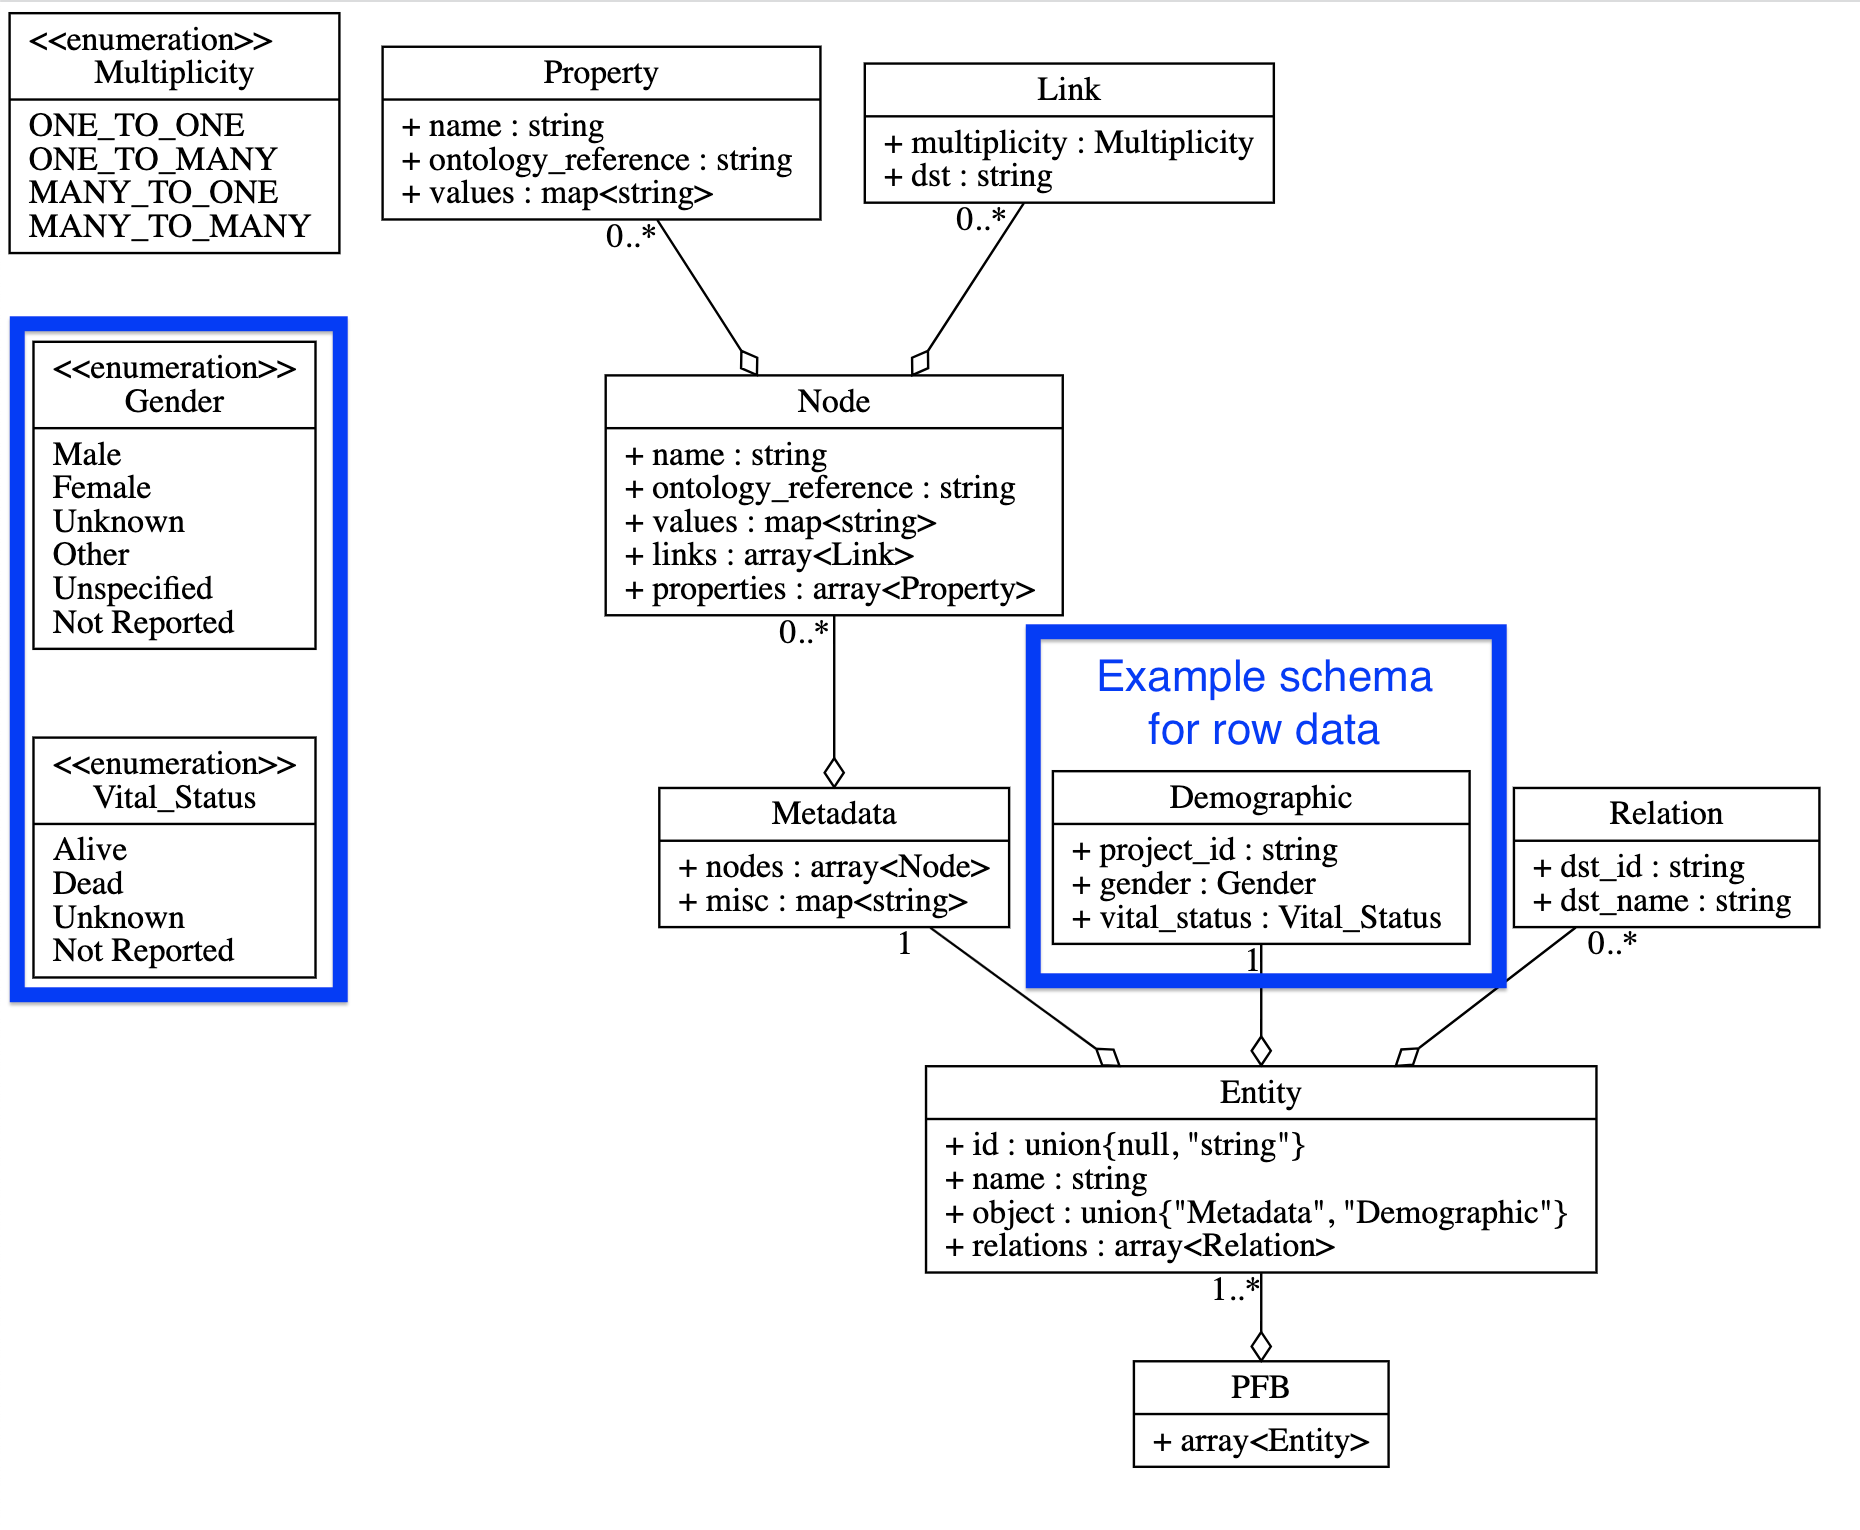 <<enumeration>>
Multiplicity
ONE_TO_ONE
ONE_TO_MANY
MANY_TO_ONE
MANY_TO_MANY
Property
+ name : string
+ ontology_reference : string
+ values : map<string>
0..*
Link
+ multiplicity : Multiplicity
+ dst : string
0..*
<<enumeration>>
Gender
Male
Female
Unknown
Other
Unspecified
Not Reported
Node
+ name : string
+ ontology_reference : string
+ values : map<string>
+ links : array<Link>
+ properties : array<Property>
0..*
<<enumeration>>
Vital_Status
Alive
Dead
Unknown
Not Reported
Metadata
+ nodes : array<Node>
+ misc : map<string>
1
Example schema
for row data
Demographic
+ project_id : string
+ gender : Gender
+ vital_status : Vital_Status
1
Relation
+ dst_id : string
+ dst_name : string
0..*
Entity
+ id : union{null, "string"}
+ name : string
+ object : union{"Metadata", "Demographic"}
+ relations : array<Relation>
1..*
PFB
+ array<Entity>